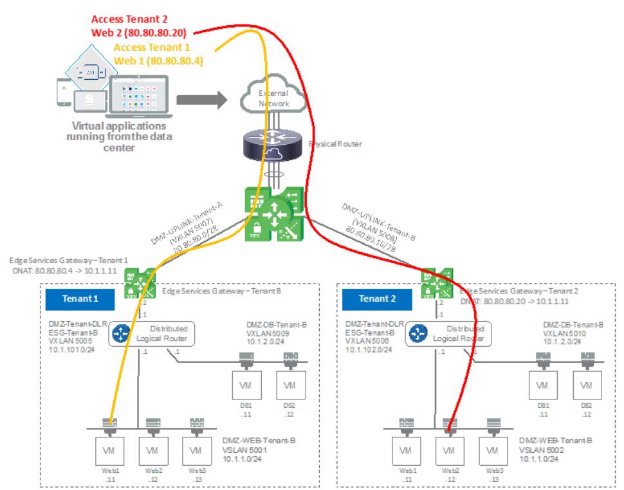 Access Tenant 2
Web 2 (80.80.80.20)
Access Tenant 1
Web 1 (80.80.80.4)
External
Network
Virtual applications
running from the data
center
Physical Router
DMZ-UPLINK-Tenant-A
(VXLAN 5007)
80.80.80.0/28
DMZ-UPLINK-Tenant-B
(VXLAN 5008)
80.80.80.16/28
Edge Services Gateway – Tenant 1
DNAT: 80.80.80.4 -> 10.1.1.11
Edge Services Gateway – Tenant B
Edge Services Gateway – Tenant 2
DNAT: 80.80.80.20 -> 10.1.1.11
Tenant 1
.2
DMZ-Tenant-DLR/
ESG-Tenant-B
VXLAN 5005
10.1.101.0/24
.1
Distributed
Logical Router
.1
.1
DMZ-DB-Tenant-B
VXLAN 5009
10.1.2.0/24
VM
VM
DB1
.11
DB2
.12
VM
VM
VM
DMZ-WEB-Tenant-B
VSLAN 5001
10.1.1.0/24
Web1
.11
Web2
.12
Web3
.13
Tenant 2
.2
DMZ-Tenant-DLR/
ESG-Tenant-B
VXLAN 5006
10.1.102.0/24
.1
Distributed
Logical Router
.1
.1
DMZ-DB-Tenant-B
VXLAN 5010
10.1.2.0/24
VM
VM
DB1
.11
DB2
.12
VM
VM
VM
DMZ-WEB-Tenant-B
VSLAN 5002
10.1.1.0/24
Web1
.11
Web2
.12
Web3
.13